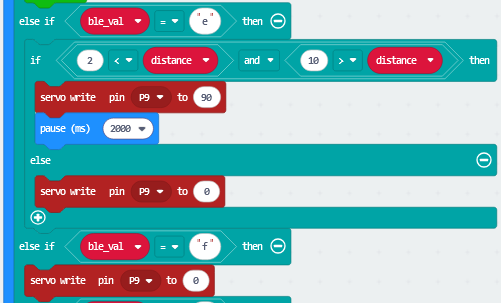 else if ble_val = "e" then
if 2 < distance and 10 > distance then
servo write pin P9 to 90
pause (ms) 2000
else
servo write pin P9 to 0
else if ble_val = "f" then
servo write pin P9 to 0